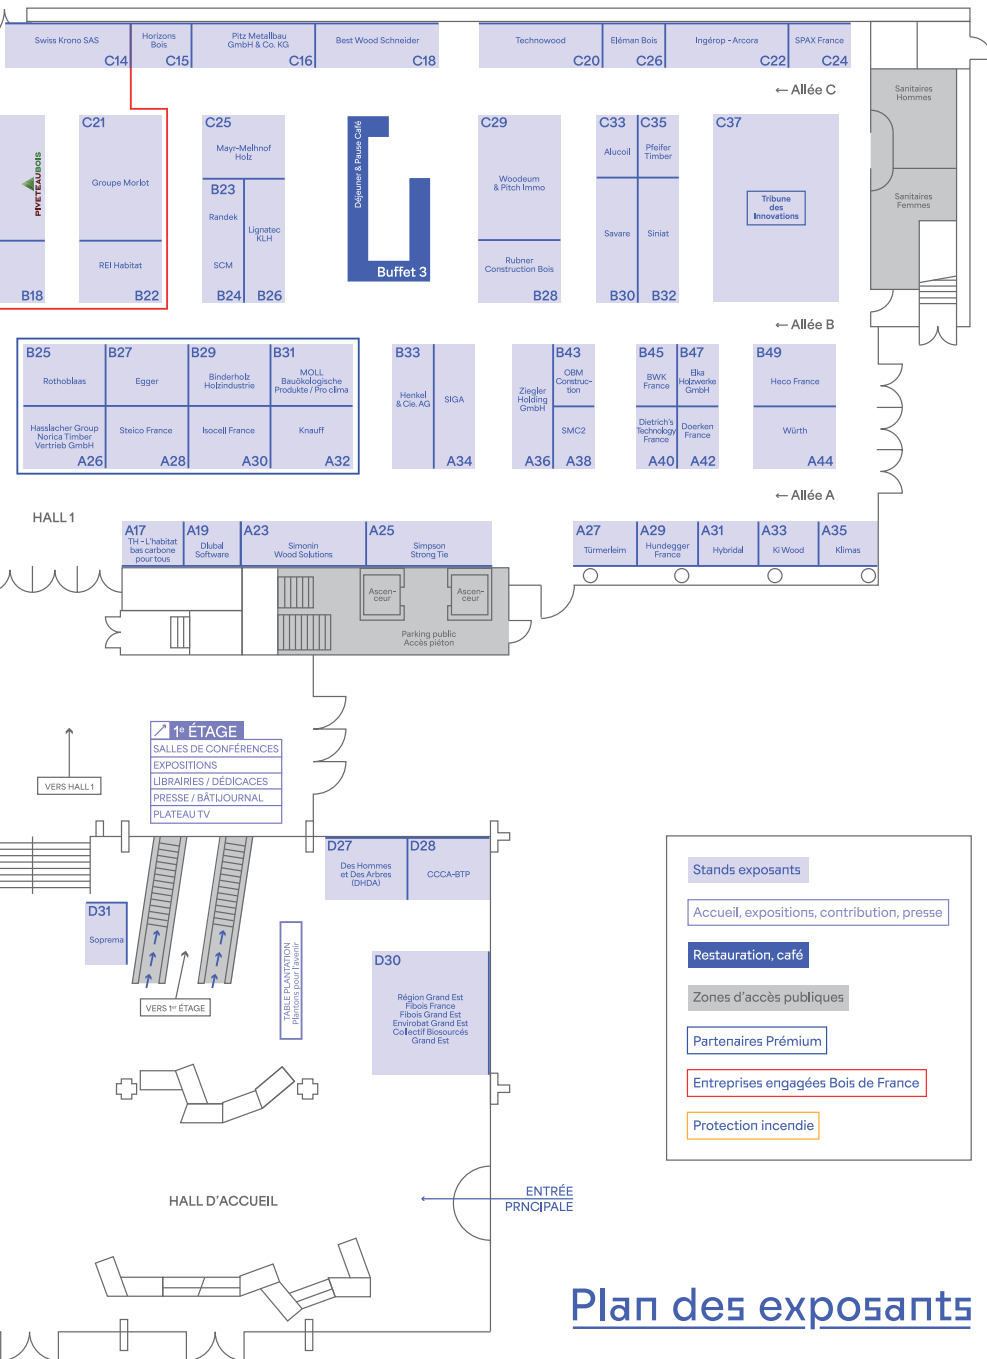 Swiss Krono SAS
C14
Horizons
Bois
C15
Pitz Metallbau
GmbH & Co. KG
C16
Best Wood Schneider
C18
Technowood
C20
Eléman Bois
C26
Ingérop - Arcora
C22
SPAX France
C24
← Allée C
Sanitaires
Hommes
Sanitaires
Femmes
PIVETEAUBOIS
B18
C21
Groupe Morlot
REI Habitat
B22
C25
Mayr-Melhnof
Holz
B23
Randek
SCM
B24
Lignatec
KLH
B26
Déjeuner & Pause Café
Buffet 3
C29
Woodeum
& Pitch Immo
Rubner
Construction Bois
B28
C33
Alucoil
Savare
B30
C35
Pfeifer
Timber
Siniat
B32
C37
Tribune
des
Innovations
← Allée B
B25
Rothoblaas
Hasslacher Group
Norica Timber
Vertrieb GmbH
A26
B27
Egger
Steico France
A28
B29
Binderholz
Holzindustrie
Isocell France
A30
B31
MOLL
Bauökologische
Produkte / Pro clima
Knauff
A32
B33
Henkel
& Cie. AG
SIGA
A34
Ziegler
Holding
GmbH
A36
B43
OBM
Construc-
tion
SMC2
A38
B45
BWK
France
Dietrich's
Technology
France
A40
B47
Elka
Holzwerke
GmbH
Doerken
France
A42
B49
Heco France
Würth
A44
← Allée A
HALL 1
A17
TH - L'habitat
bas carbone
pour tous
A19
Dlubal
Software
A23
Simonin
Wood Solutions
A25
Simpson
Strong Tie
A27
Türmerleim
A29
Hundegger
France
A31
Hybridal
A33
Ki Wood
A35
Klimas
Ascen-
ceur
Ascen-
ceur
Parking public
Accès piéton
1e ÉTAGE
SALLES DE CONFÉRENCES
EXPOSITIONS
LIBRAIRIES / DÉDICACES
PRESSE / BÂTIJOURNAL
PLATEAU TV
VERS HALL 1
D27
Des Hommes
et Des Arbres
(DHDA)
D28
CCCA-BTP
D31
Soprema
VERS 1er ÉTAGE
TABLE PLANTATION
Plantons pour l'avenir
D30
Région Grand Est
Fibois France
Fibois Grand Est
Envirobat Grand Est
Collectif Biosourcés
Grand Est
Stands exposants
Accueil, expositions, contribution, presse
Restauration, café
Zones d'accès publiques
Partenaires Prémium
Entreprises engagées Bois de France
Protection incendie
HALL D'ACCUEIL
ENTRÉE
PRNCIPALE
Plan des exposants